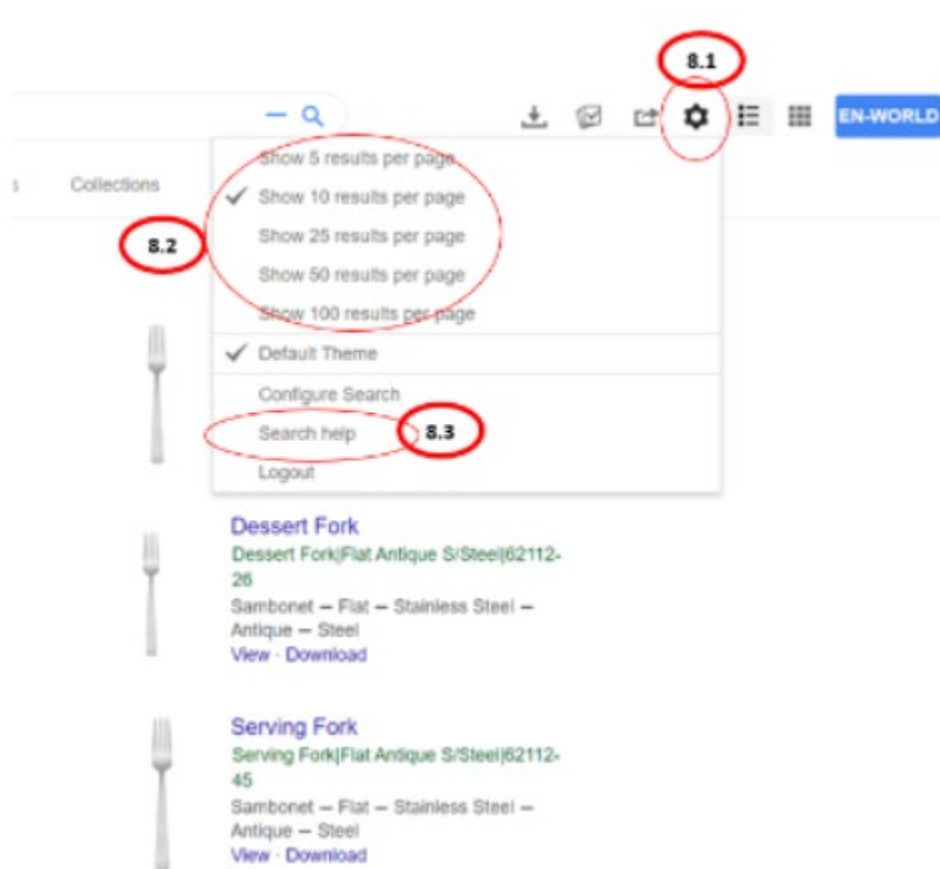 8.1
EN-WORLD
Collections
Show 5 results per page
Show 10 results per page
8.2
Show 25 results per page
Show 50 results per page
Show 100 results per page
Default Theme
Configure Search
Search help
8.3
Logout
Dessert Fork
Dessert Fork|Flat Antique S/Steel|62112-
26
Sambonet – Flat – Stainless Steel –
Antique – Steel
View · Download
Serving Fork
Serving Fork|Flat Antique S/Steel|62112-
45
Sambonet – Flat – Stainless Steel –
Antique – Steel
View · Download